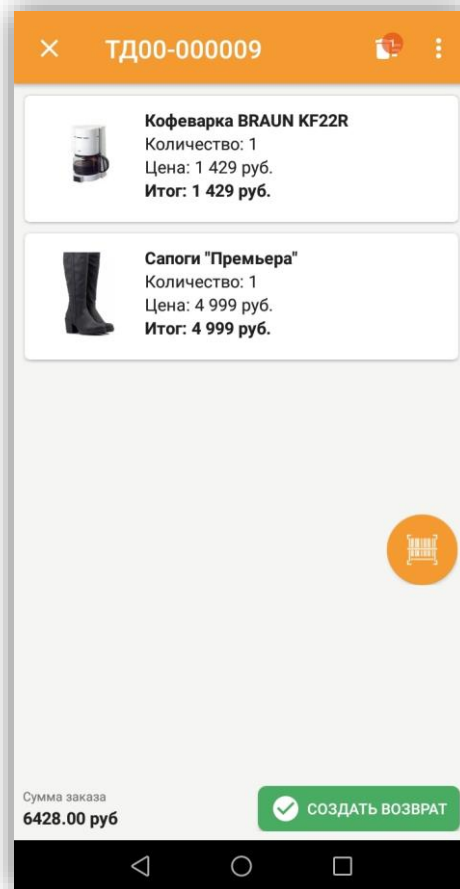 ТД00-000009
Кофеварка BRAUN KF22R
Количество: 1
Цена: 1 429 руб.
Итог: 1 429 руб.
Сапоги "Премьера"
Количество: 1
Цена: 4 999 руб.
Итог: 4 999 руб.
Сумма заказа
6428.00 руб
СОЗДАТЬ ВОЗВРАТ